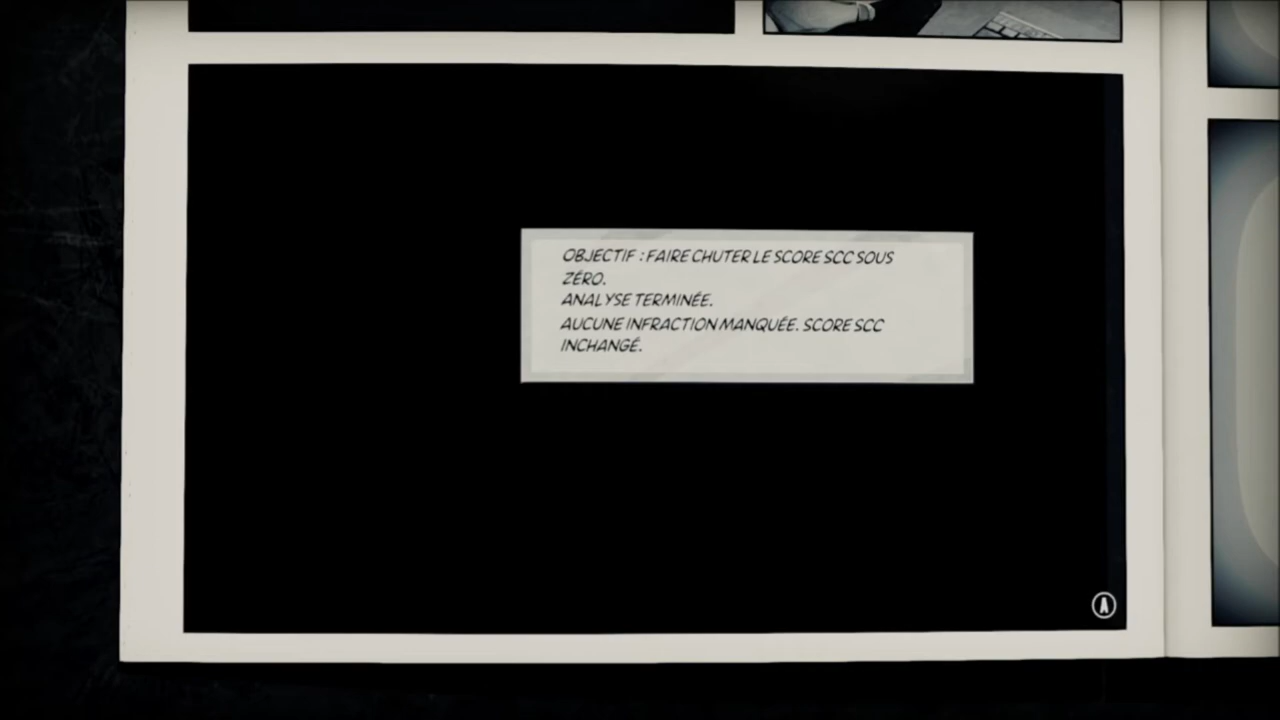 OBJECTIF : FAIRE CHUTER LE SCORE SCC SOUS
ZÉRO.
ANALYSE TERMINÉE.
AUCUNE INFRACTION MANQUÉE. SCORE SCC
INCHANGÉ.
A